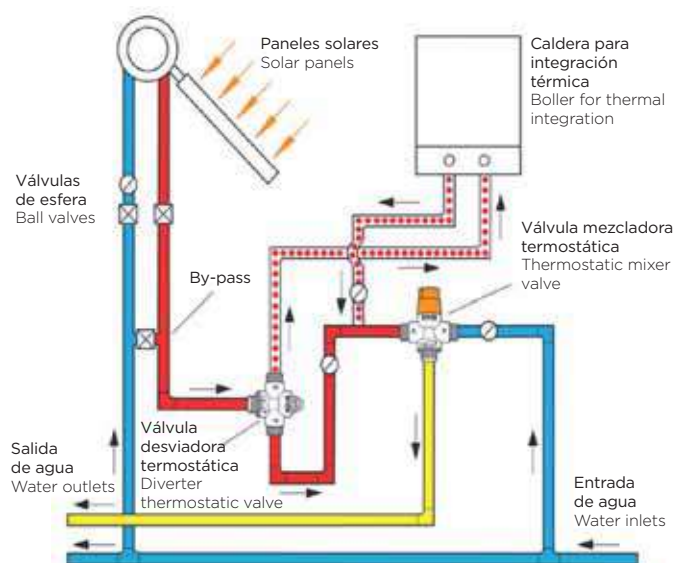 Paneles solares
Solar panels
Caldera para
integración
térmica
Boller for thermal
integration
Válvulas
de esfera
Ball valves
Válvula mezcladora
termostática
Thermostatic mixer
valve
By-pass
Válvula
desviadora
termostática
Diverter
thermostatic valve
Salida
de agua
Water outlets
Entrada
de agua
Water inlets